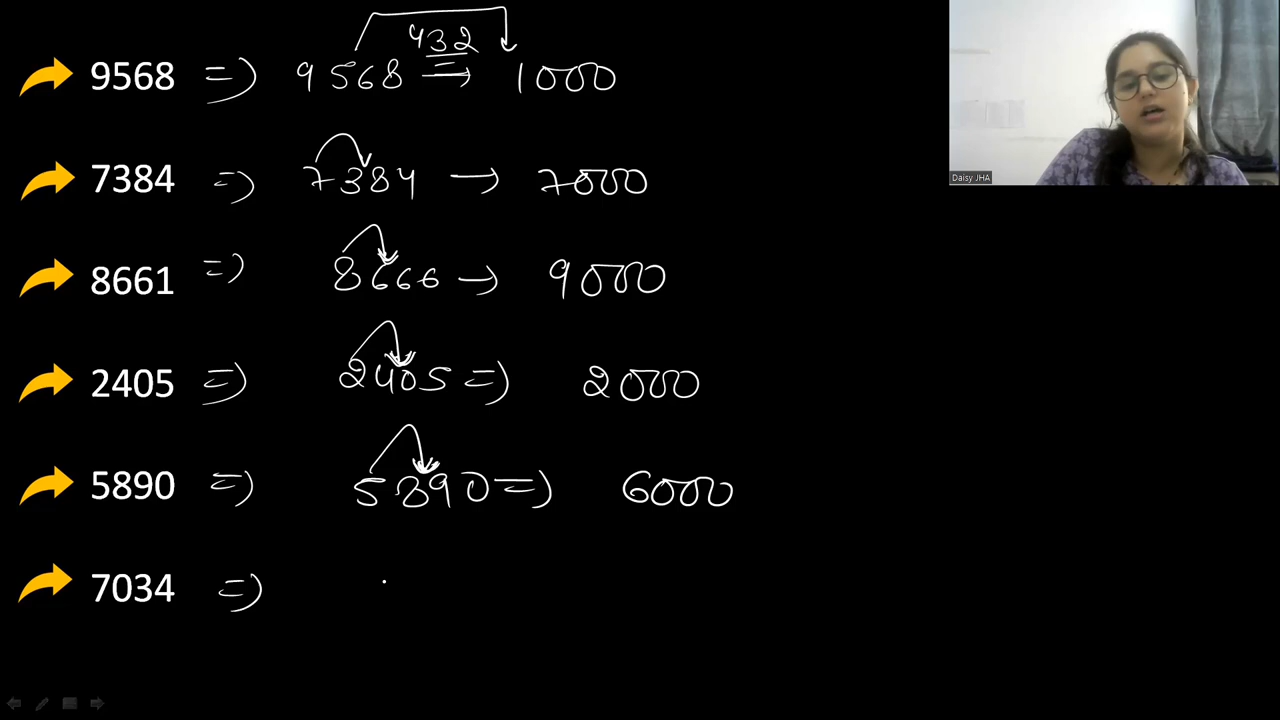 432
9568 => 9568 → 1000
Daisy JHA
7384 => 7384 → 7000
8661 => 8666 → 9000
2405 => 2405 => 2000
5890 => 5890 => 6000
7034 =>